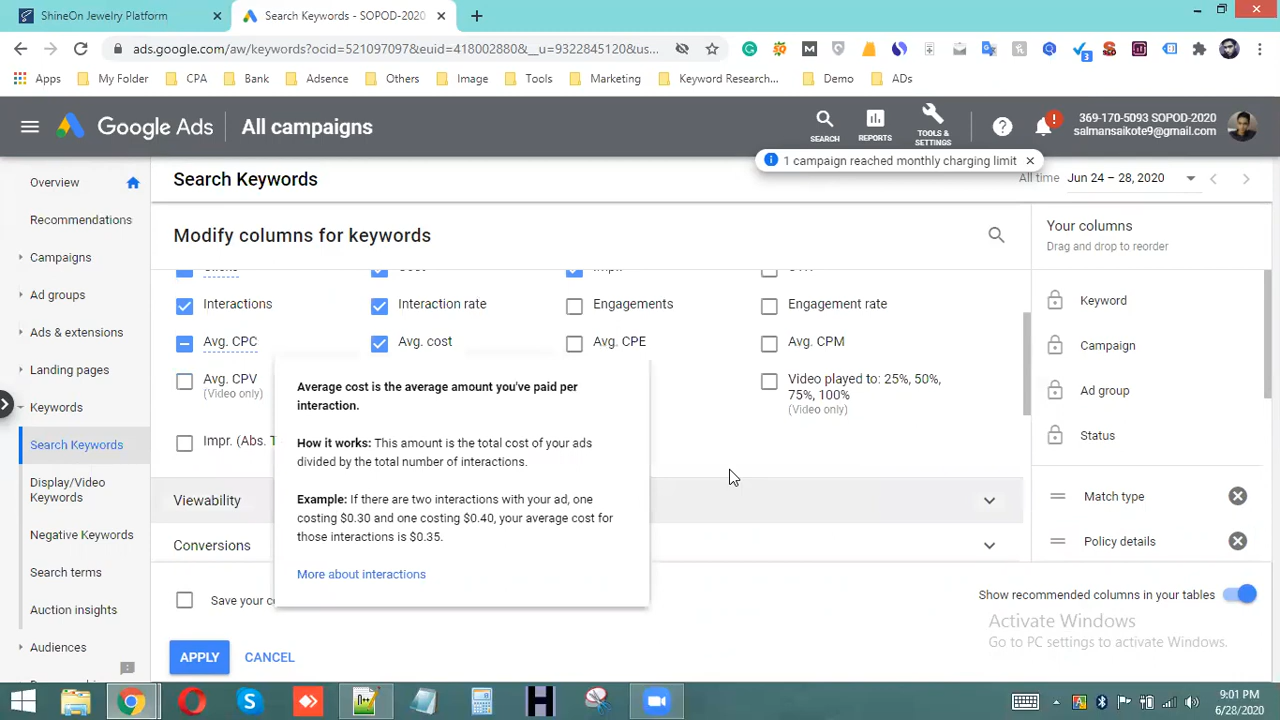 ShineOn Jewelry Platform
Search Keywords - SOPOD-2020
ads.google.com/aw/keywords?ocid=521097097&euid=418002880&__u=9322845120&us...
3
Apps
My Folder
CPA
Bank
Adsence
Others
Image
Tools
Marketing
Keyword Research...
Demo
ADs
Google Ads
All campaigns
SEARCH
REPORTS
TOOLS &
SETTINGS
369-170-5093 SOPOD-2020
salmansaikote9@gmail.com
1 campaign reached monthly charging limit
Overview
Recommendations
Campaigns
Ad groups
Ads & extensions
Landing pages
Keywords
Search Keywords
Display/Video
Keywords
Negative Keywords
Search terms
Auction insights
Audiences
Search Keywords
All time
Jun 24 – 28, 2020
Modify columns for keywords
Interactions
Interaction rate
Engagements
Engagement rate
Avg. CPC
Avg. cost
Avg. CPE
Avg. CPM
Avg. CPV
(Video only)
Video played to: 25%, 50%,
75%, 100%
(Video only)
Impr. (Abs. T
Average cost is the average amount you've paid per
interaction.
How it works: This amount is the total cost of your ads
divided by the total number of interactions.
Example: If there are two interactions with your ad, one
costing $0.30 and one costing $0.40, your average cost for
those interactions is $0.35.
More about interactions
Viewability
Conversions
Save your c
APPLY
CANCEL
Your columns
Drag and drop to reorder
Keyword
Campaign
Ad group
Status
Match type
Policy details
Show recommended columns in your tables
Activate Windows
Go to PC settings to activate Windows.
9:01 PM
6/28/2020